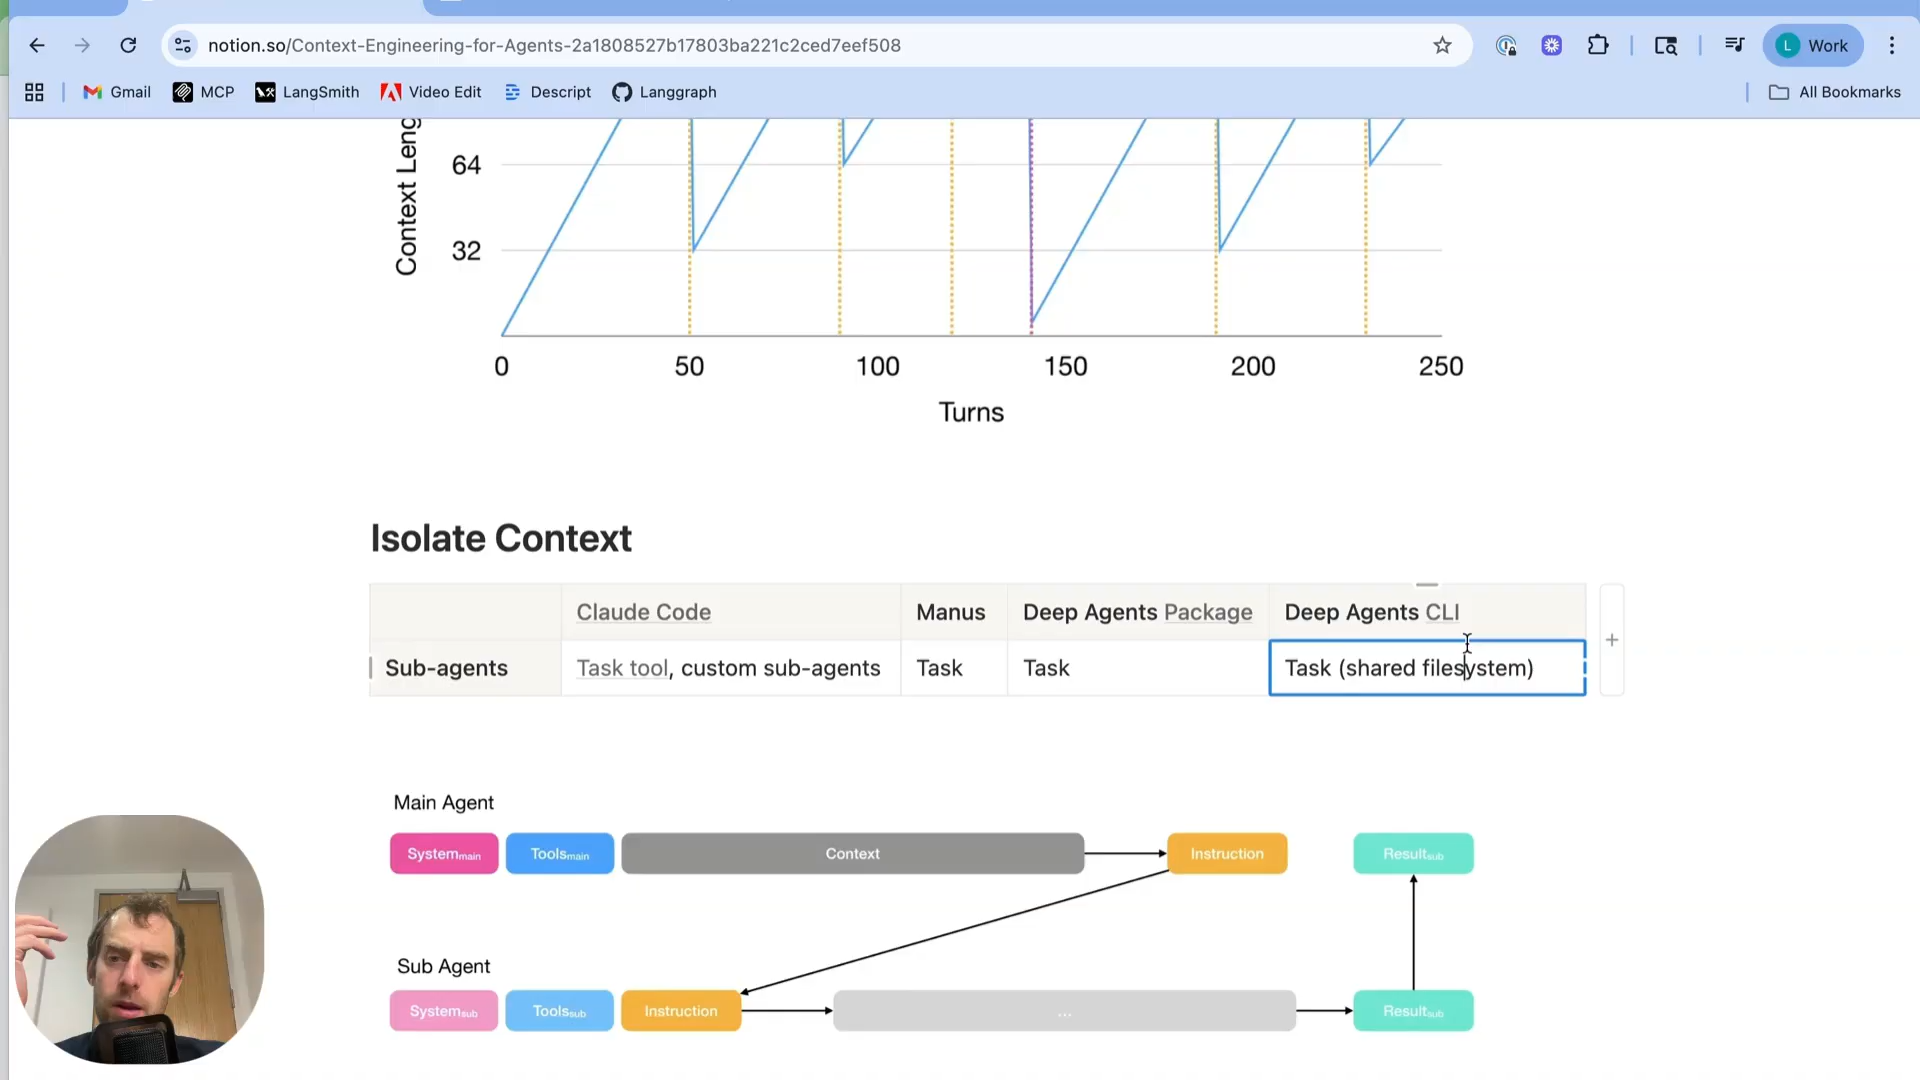 notion.so/Context-Engineering-for-Agents-2a1808527b17803ba221c2ced7eef508
L Work
Gmail MCP LangSmith Video Edit Descript Langgraph All Bookmarks
64
32
0 50 100 150 200 250
Turns
Isolate Context
Claude Code Manus Deep Agents Package Deep Agents CLI
Sub-agents Task tool, custom sub-agents Task Task Task (shared filesystem)
Main Agent
Systemmain Toolsmain Context Instruction Resultsub
Sub Agent
Systemsub Toolssub Instruction ... Resultsub